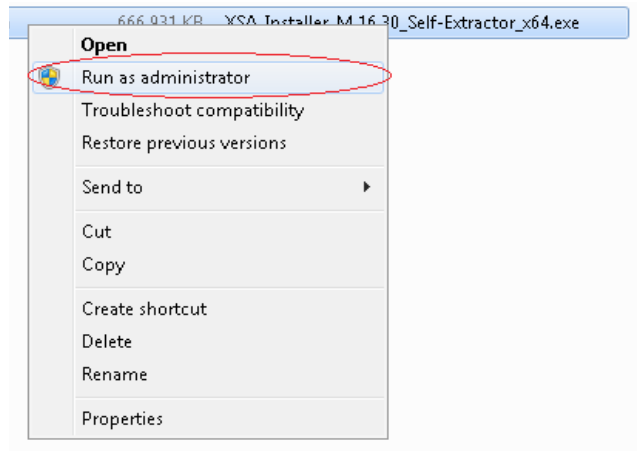 666,931 KB XSA_Installer_M.16.30_Self-Extractor_x64.exe
Open
Run as administrator
Troubleshoot compatibility
Restore previous versions
Send to
Cut
Copy
Create shortcut
Delete
Rename
Properties